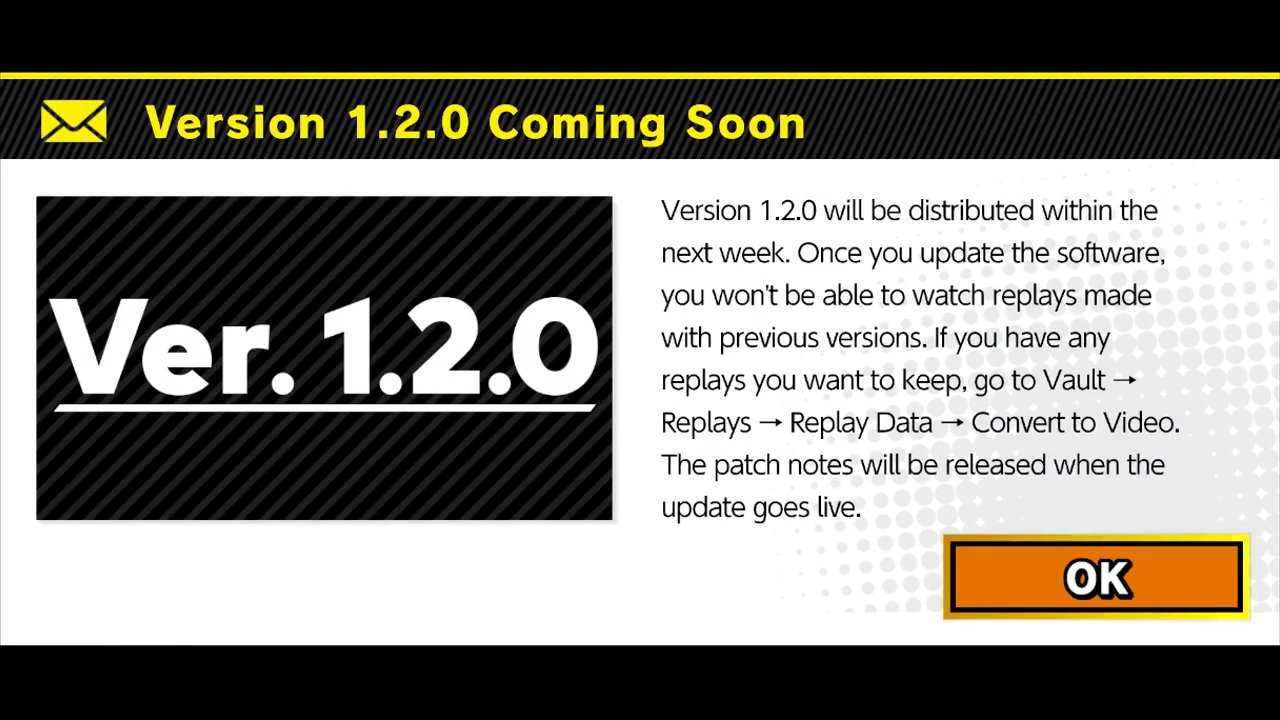 Version 1.2.0 Coming Soon
Ver. 1.2.0
Version 1.2.0 will be distributed within the
next week. Once you update the software,
you won't be able to watch replays made
with previous versions. If you have any
replays you want to keep, go to Vault →
Replays → Replay Data → Convert to Video.
The patch notes will be released when the
update goes live.
OK